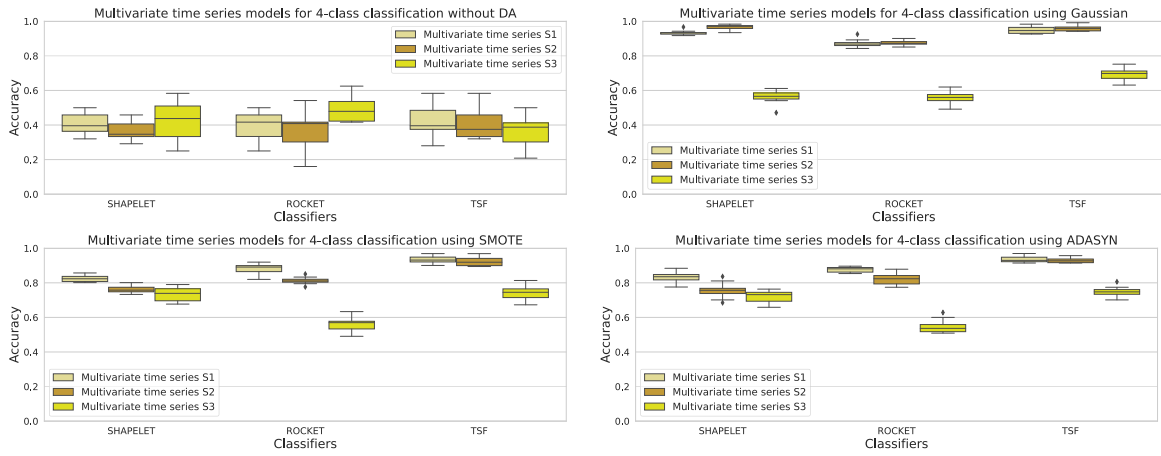 Multivariate time series models for 4-class classification without DA
1.0
0.8
0.6
0.4
0.2
0.0
Accuracy
Multivariate time series S1
Multivariate time series S2
Multivariate time series S3
SHAPELET ROCKET TSF
Classifiers
Multivariate time series models for 4-class classification using Gaussian
1.0
0.8
0.6
0.4
0.2
0.0
Accuracy
Multivariate time series S1
Multivariate time series S2
Multivariate time series S3
SHAPELET ROCKET TSF
Classifiers
Multivariate time series models for 4-class classification using SMOTE
1.0
0.8
0.6
0.4
0.2
0.0
Accuracy
Multivariate time series S1
Multivariate time series S2
Multivariate time series S3
SHAPELET ROCKET TSF
Classifiers
Multivariate time series models for 4-class classification using ADASYN
1.0
0.8
0.6
0.4
0.2
0.0
Accuracy
Multivariate time series S1
Multivariate time series S2
Multivariate time series S3
SHAPELET ROCKET TSF
Classifiers